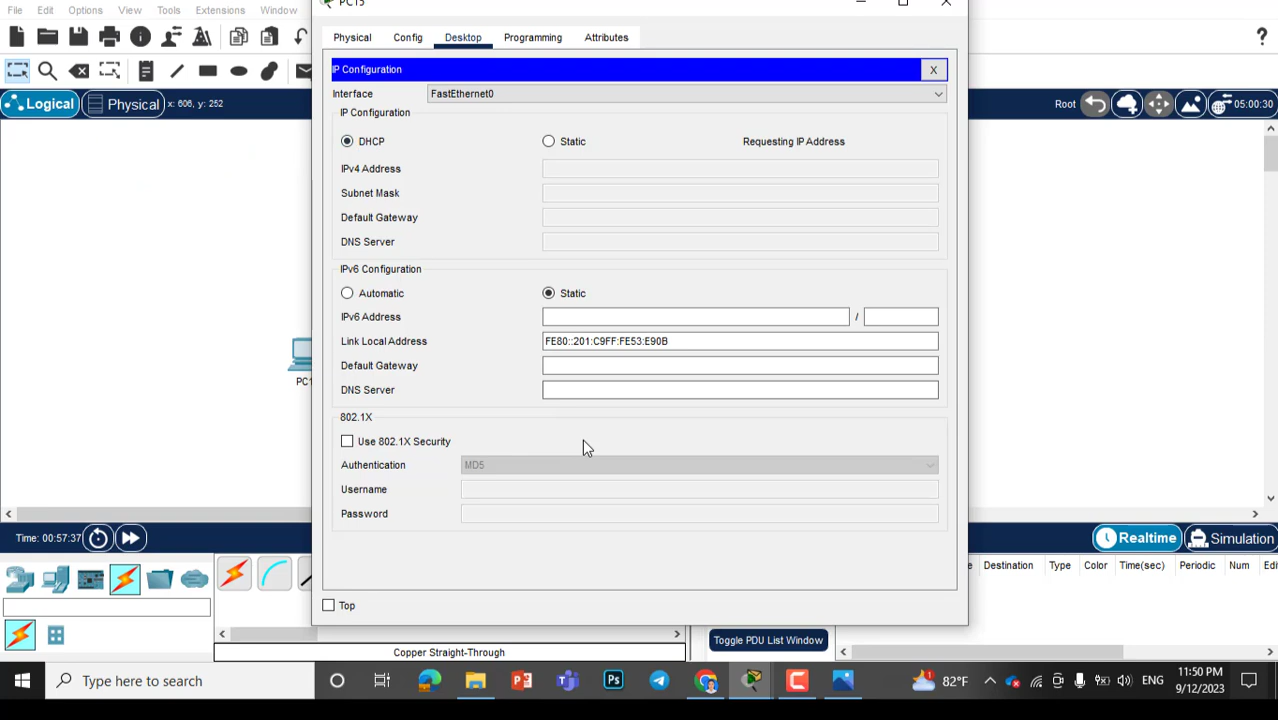 PC15
File Edit Options View Tools Extensions Window
Physical Config Desktop Programming Attributes
IP Configuration X
Interface FastEthernet0
Logical Physical x: 606, y: 252
Root 05:00:30
IP Configuration
DHCP Static Requesting IP Address
IPv4 Address
Subnet Mask
Default Gateway
DNS Server
IPv6 Configuration
Automatic Static
IPv6 Address /
Link Local Address FE80::201:C9FF:FE53:E90B
Default Gateway
DNS Server
PC1
802.1X
Use 802.1X Security
Authentication MD5
Username
Password
Time: 00:57:37
Realtime Simulation
Destination Type Color Time(sec) Periodic Num Edi
Top
Toggle PDU List Window
Copper Straight-Through
Type here to search
82°F ENG
11:50 PM
9/12/2023